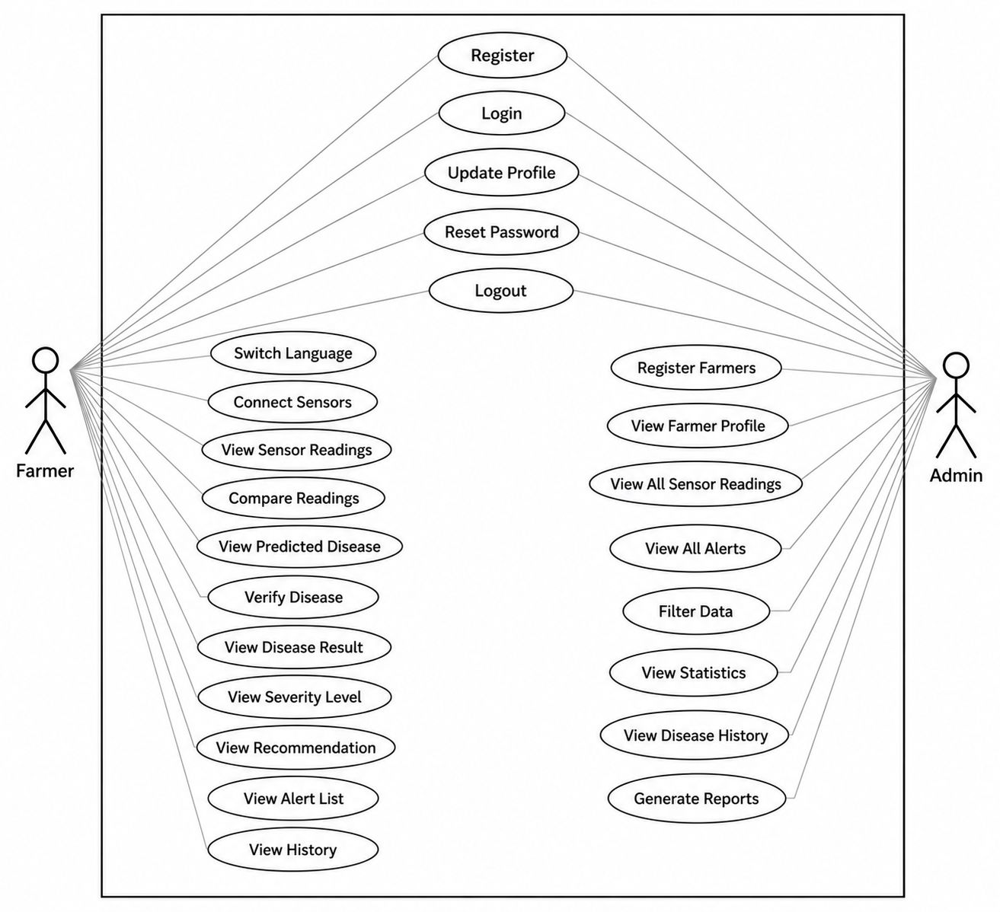 Register
Login
Update Profile
Reset Password
Logout
Switch Language
Connect Sensors
View Sensor Readings
Compare Readings
View Predicted Disease
Verify Disease
View Disease Result
View Severity Level
View Recommendation
View Alert List
View History
Register Farmers
View Farmer Profile
View All Sensor Readings
View All Alerts
Filter Data
View Statistics
View Disease History
Generate Reports
Farmer
Admin